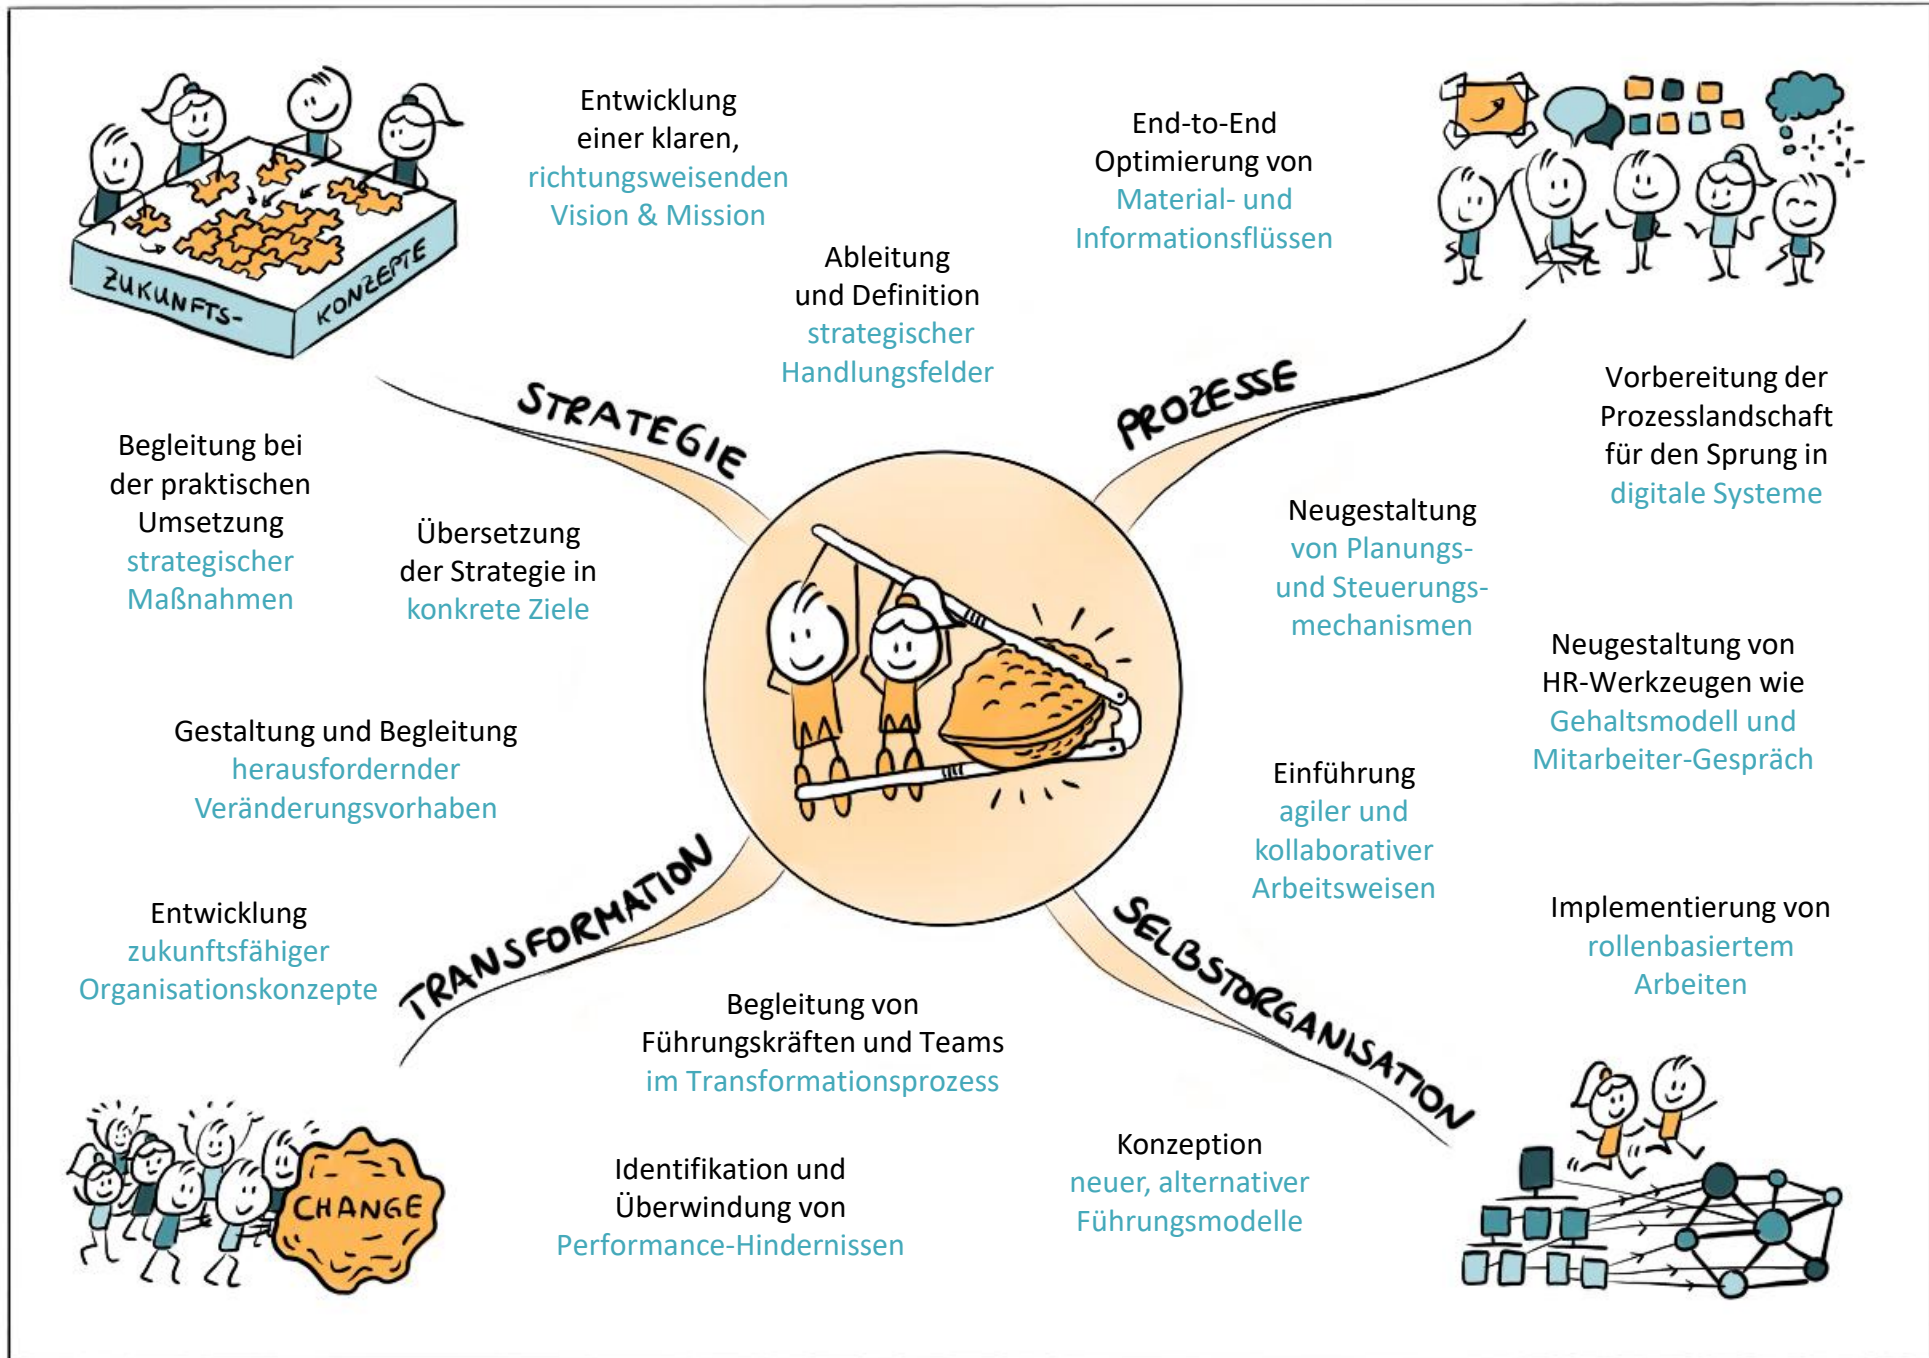 ZUKUNFTS-
KONZEPTE
Entwicklung
einer klaren,
richtungsweisenden
Vision & Mission
Ableitung
und Definition
strategischer
Handlungsfelder
STRATEGIE
Begleitung bei
der praktischen
Umsetzung
strategischer
Maßnahmen
Übersetzung
der Strategie in
konkrete Ziele
End-to-End
Optimierung von
Material- und
Informationsflüssen
PROZESSE
Vorbereitung der
Prozesslandschaft
für den Sprung in
digitale Systeme
Neugestaltung
von Planungs-
und Steuerungs-
mechanismen
Gestaltung und Begleitung
herausfordernder
Veränderungsvorhaben
TRANSFORMATION
Entwicklung
zukunftsfähiger
Organisationskonzepte
Begleitung von
Führungskräften und Teams
im Transformationsprozess
Identifikation und
Überwindung von
Performance-Hindernissen
CHANGE
Neugestaltung von
HR-Werkzeugen wie
Gehaltsmodell und
Mitarbeiter-Gespräch
Einführung
agiler und
kollaborativer
Arbeitsweisen
SELBSTORGANISATION
Implementierung von
rollenbasiertem
Arbeiten
Konzeption
neuer, alternativer
Führungsmodelle